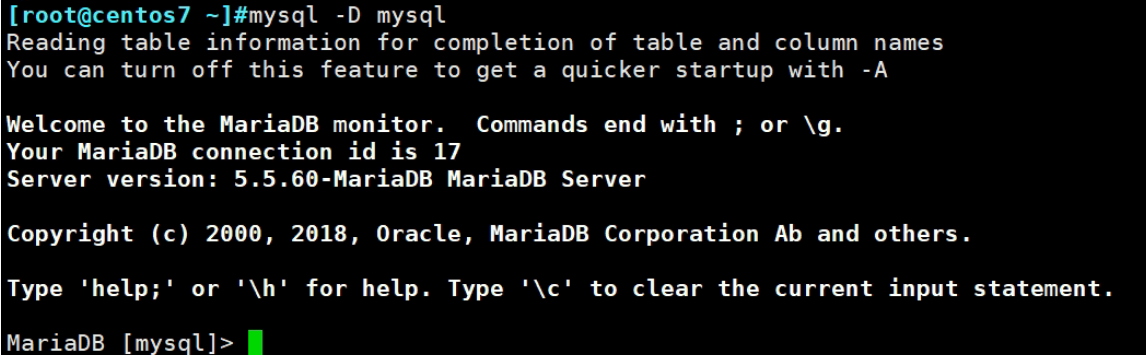 [root@centos7 ~]#mysql -D mysql
Reading table information for completion of table and column names
You can turn off this feature to get a quicker startup with -A
Welcome to the MariaDB monitor.  Commands end with ; or \g.
Your MariaDB connection id is 17
Server version: 5.5.60-MariaDB MariaDB Server
Copyright (c) 2000, 2018, Oracle, MariaDB Corporation Ab and others.
Type 'help;' or '\h' for help. Type '\c' to clear the current input statement.
MariaDB [mysql]>